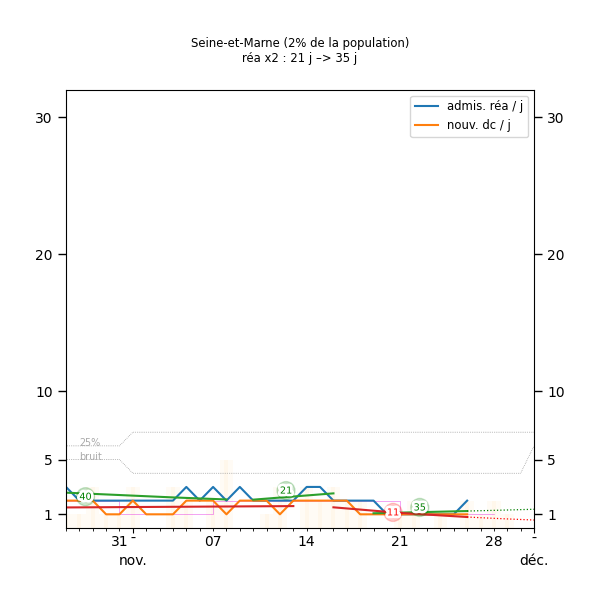 Seine-et-Marne (2% de la population)
réa x2 : 21 j –> 35 j
admis. réa / j
nouv. dc / j
30 30
20 20
10 10
25%
bruit
5 5
40 21 11 35
1 1
31 07 14 21 28
nov. déc.